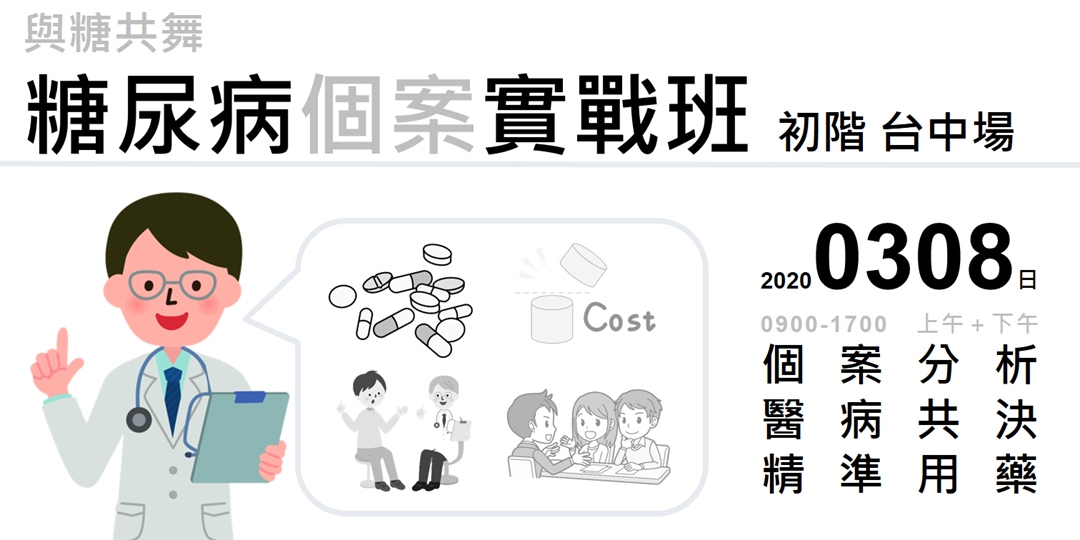 與糖共舞
糖尿病個案實戰班 初階 台中場
Cost
2020 0308 日
0900-1700 上午+下午
個案分析
醫病共決
精準用藥